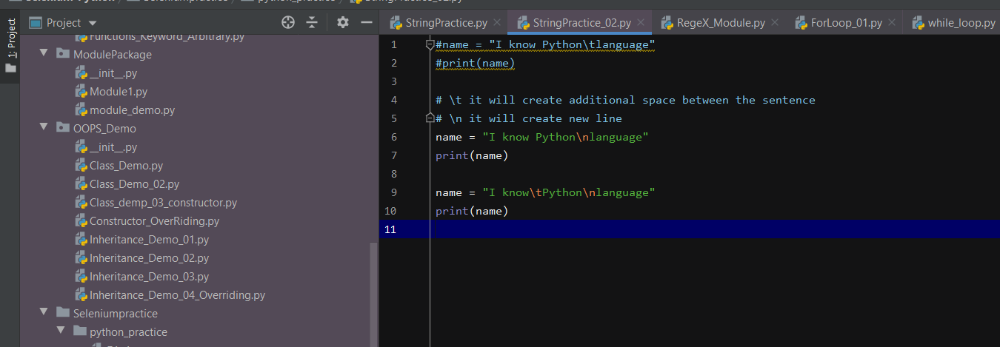 1: Project
Project
Functions_Keyword_Arbitrary.py
ModulePackage
__init__.py
Module1.py
module_demo.py
OOPS_Demo
__init__.py
Class_Demo.py
Class_Demo_02.py
Class_demp_03_constructor.py
Constructor_OverRiding.py
Inheritance_Demo_01.py
Inheritance_Demo_02.py
Inheritance_Demo_03.py
Inheritance_Demo_04_Overriding.py
Seleniumpractice
python_practice
StringPractice.py
StringPractice_02.py
RegeX_Module.py
ForLoop_01.py
while_loop.py
1 #name = "I know Python\tlanguage"
2 #print(name)
3
4 # \t it will create additional space between the sentence
5 # \n it will create new line
6 name = "I know Python\nlanguage"
7 print(name)
8
9 name = "I know\tPython\nlanguage"
10 print(name)
11